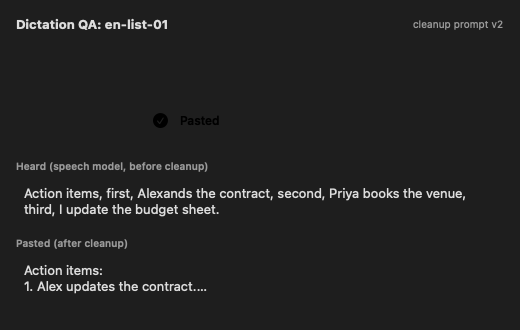 Dictation QA: en-list-01
cleanup prompt v2
Pasted
Heard (speech model, before cleanup)
Action items, first, Alexands the contract, second, Priya books the venue,
third, I update the budget sheet.
Pasted (after cleanup)
Action items:
1. Alex updates the contract....